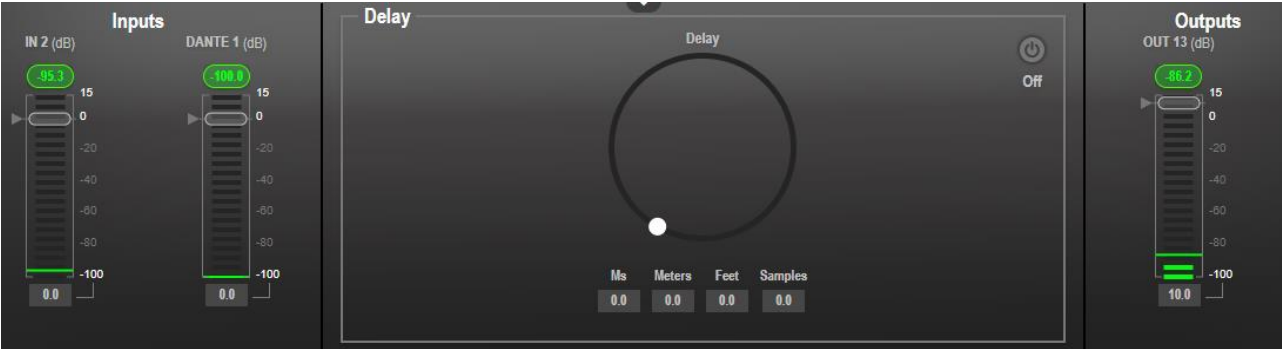 Inputs
IN 2 (dB)
-95.3
15
0
-20
-40
-60
-80
-100
0.0
DANTE 1 (dB)
-100.0
15
0
-20
-40
-60
-80
-100
0.0
Delay
Delay
Off
Ms Meters Feet Samples
0.0 0.0 0.0 0.0
Outputs
OUT 13 (dB)
-86.2
15
0
-20
-40
-60
-80
-100
10.0